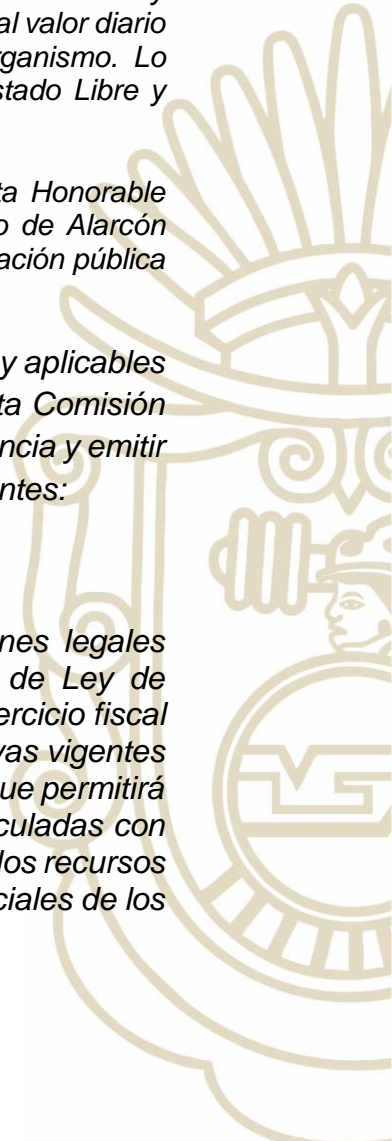 al valor diario
rganismo. Lo
stado Libre y
ta Honorable
o de Alarcón
ación pública
y aplicables
ta Comisión
ncia y emitir
ntes:
nes legales
de Ley de
ercicio fiscal
vas vigentes
ue permitirá
culadas con
los recursos
ciales de los